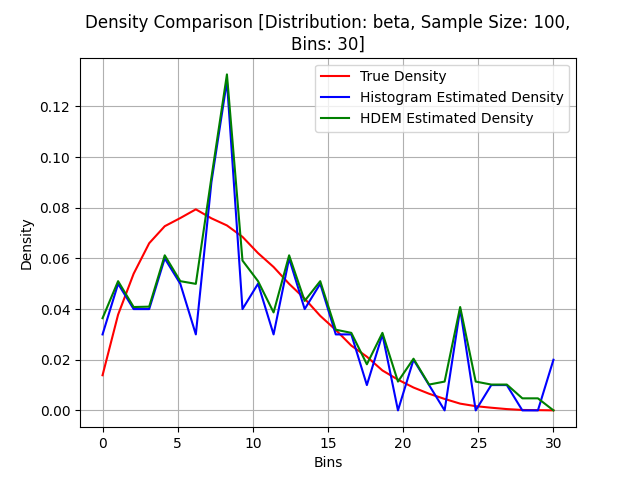 Density Comparison [Distribution: beta, Sample Size: 100,
Bins: 30]
True Density
Histogram Estimated Density
HDEM Estimated Density
Density
0.12
0.10
0.08
0.06
0.04
0.02
0.00
0
5
10
15
20
25
30
Bins